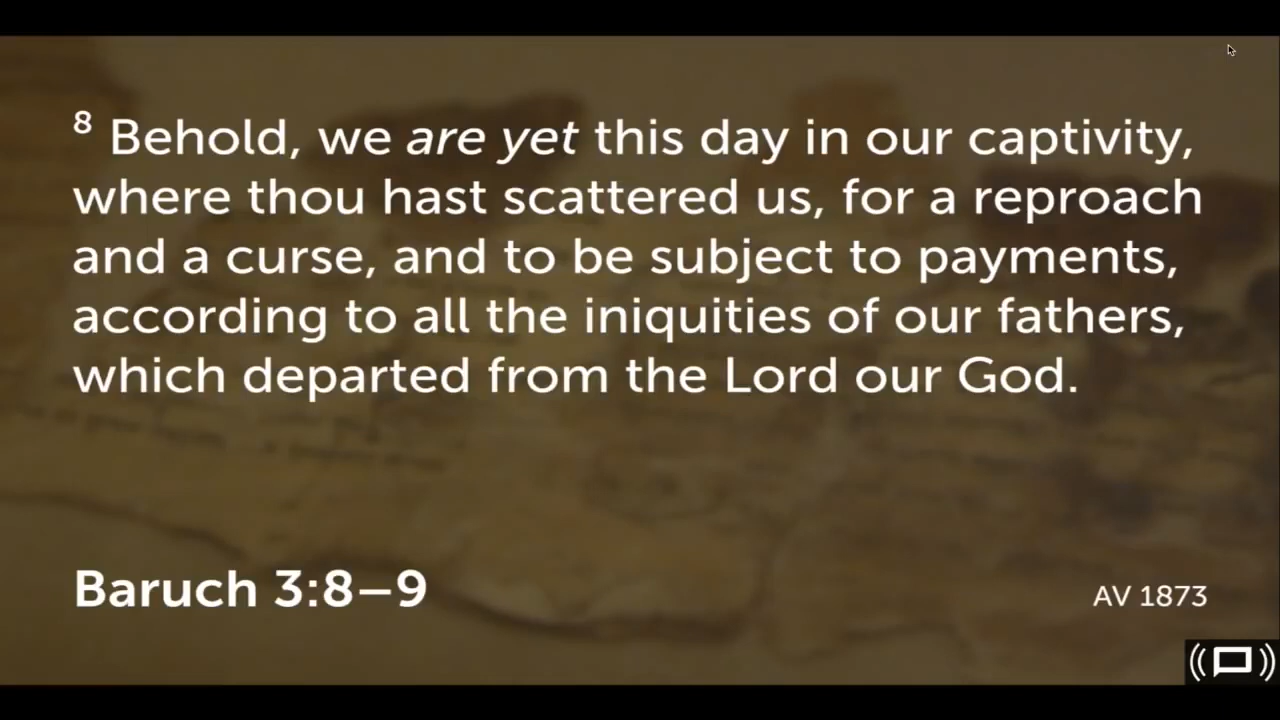 8 Behold, we are yet this day in our captivity,
where thou hast scattered us, for a reproach
and a curse, and to be subject to payments,
according to all the iniquities of our fathers,
which departed from the Lord our God.
Baruch 3:8–9
AV 1873